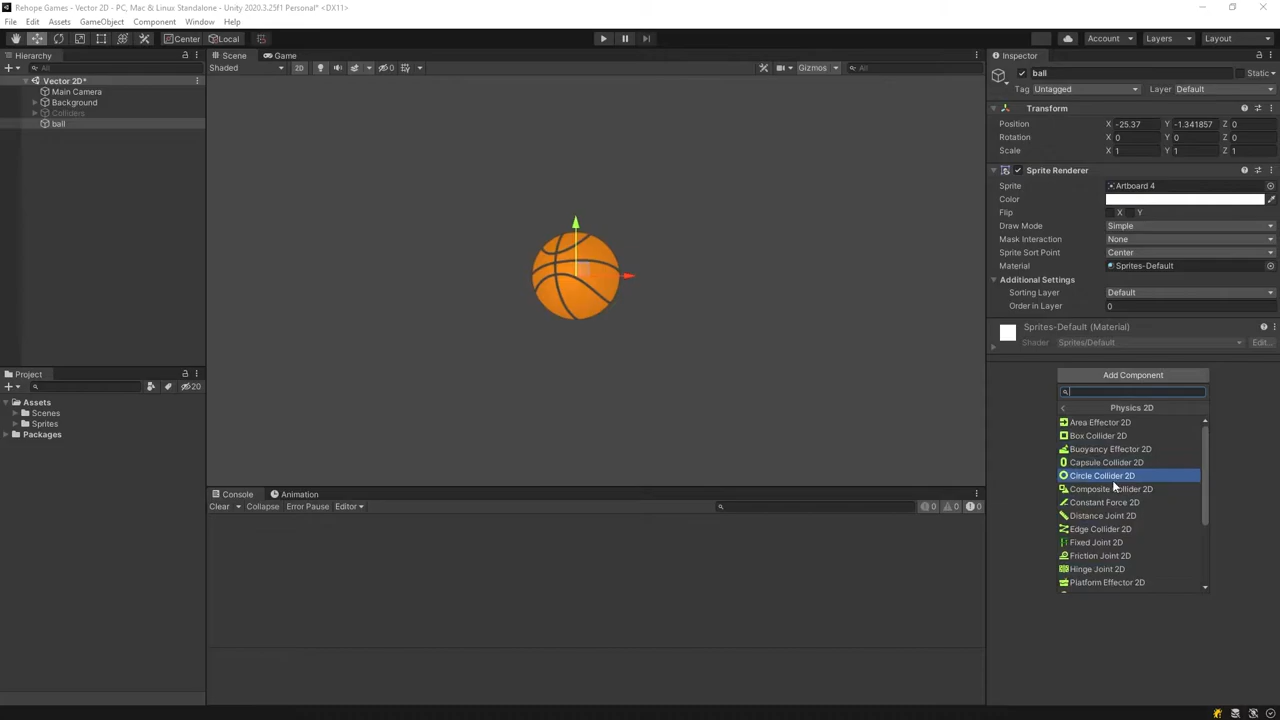 Rehope Games - Vector 2D - PC, Mac & Linux Standalone - Unity 2020.3.25f1 Personal* <DX11>
File Edit Assets GameObject Component Window Help
Center Local Account Layers Layout
Hierarchy Scene Game Inspector
All Shaded 2D Gizmos All ball Static
Vector 2D* Tag Untagged Layer Default
Main Camera
Background Transform
Colliders
ball Position X -25.37 Y -1.341857 Z 0
Rotation X 0 Y 0 Z 0
Scale X 1 Y 1 Z 1
Sprite Renderer
Sprite Artboard 4
Color
Flip X Y
Draw Mode Simple
Mask Interaction None
Sprite Sort Point Center
Material Sprites-Default
Additional Settings
Sorting Layer Default
Order in Layer 0
Sprites-Default (Material)
Shader Sprites/Default Edit...
Project
20
Assets
Scenes
Sprites
Packages
Add Component
Physics 2D
Area Effector 2D
Box Collider 2D
Buoyancy Effector 2D
Capsule Collider 2D
Circle Collider 2D
Composite Collider 2D
Constant Force 2D
Distance Joint 2D
Edge Collider 2D
Fixed Joint 2D
Friction Joint 2D
Hinge Joint 2D
Platform Effector 2D
Console Animation
Clear Collapse Error Pause Editor 0 0 0